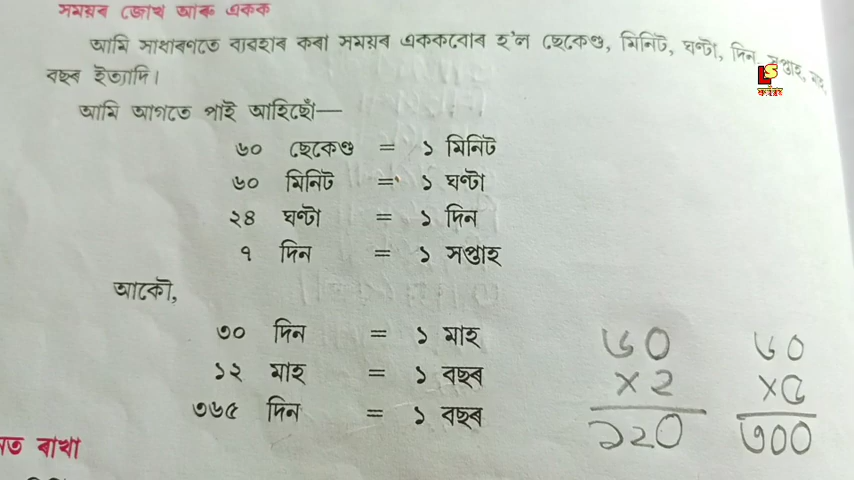 সময়ৰ জোখ আৰু একক
আমি সাধাৰণতে ব্যৱহাৰ কৰা সময়ৰ এককবোৰ হ'ল ছেকেণ্ড, মিনিট, ঘণ্টা, দিন, সপ্তাহ, মাহ,
বছৰ ইত্যাদি।
আমি আগতে পাই আহিছোঁ—
৬০ ছেকেণ্ড = ১ মিনিট
৬০ মিনিট = ১ ঘণ্টা
২৪ ঘণ্টা = ১ দিন
৭ দিন = ১ সপ্তাহ
আকৌ,
৩০ দিন = ১ মাহ
১২ মাহ = ১ বছৰ
৩৬৫ দিন = ১ বছৰ
৬০
×২
১২০
৬০
×৫
৩০০
ৰাখা
LS